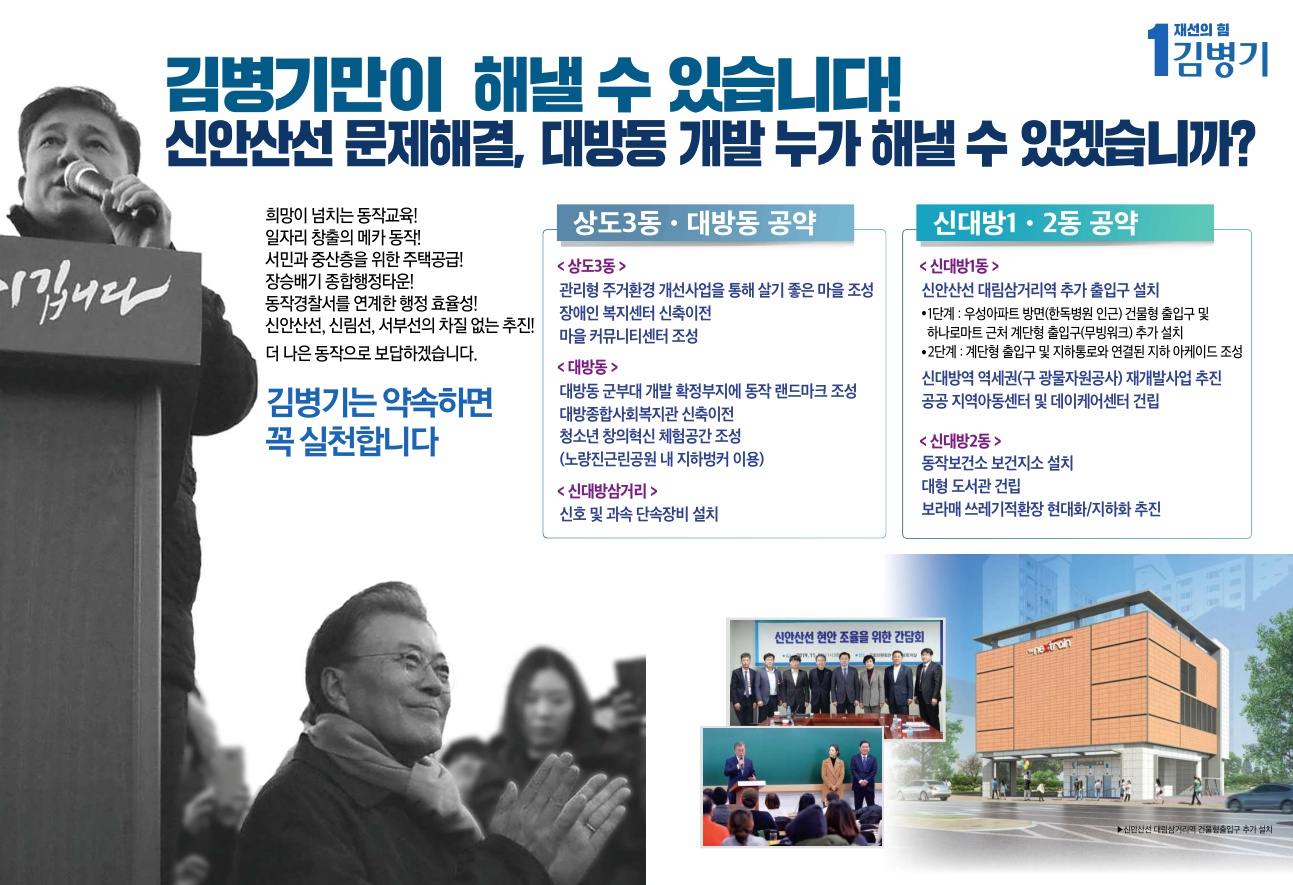 1 재선의 힘
김병기
김병기만이 해낼 수 있습니다!
신안산선 문제해결, 대방동 개발 누가 해낼 수 있겠습니까?
희망이 넘치는 동작교육!
일자리 창출의 메카 동작!
서민과 중산층을 위한 주택공급!
장승배기 종합행정타운!
동작경찰서를 연계한 행정 효율성!
신안산선, 신림선, 서부선의 차질 없는 추진!
더 나은 동작으로 보답하겠습니다.
김병기는 약속하면
꼭 실천합니다
상도3동 · 대방동 공약
< 상도3동 >
관리형 주거환경 개선사업을 통해 살기 좋은 마을 조성
장애인 복지센터 신축이전
마을 커뮤니티센터 조성
< 대방동 >
대방동 군부대 개발 확정부지에 동작 랜드마크 조성
대방종합사회복지관 신축이전
청소년 창의혁신 체험공간 조성
(노량진근린공원 내 지하벙커 이용)
< 신대방삼거리 >
신호 및 과속 단속장비 설치
신대방1 · 2동 공약
< 신대방1동 >
신안산선 대림삼거리역 추가 출입구 설치
•1단계 : 우성아파트 방면(한독병원 인근) 건물형 출입구 및
하나로마트 근처 계단형 출입구(무빙워크) 추가 설치
•2단계 : 계단형 출입구 및 지하통로와 연결된 지하 아케이드 조성
신대방역 역세권(구 광물자원공사) 재개발사업 추진
공공 지역아동센터 및 데이케어센터 건립
< 신대방2동 >
동작보건소 보건지소 설치
대형 도서관 건립
보라매 쓰레기적환장 현대화/지하화 추진
이깁니다
신안산선 현안 조율을 위한 간담회
2019.11.
nextrain
▶신안산선 대림삼거리역 건물형출입구 추가 설치